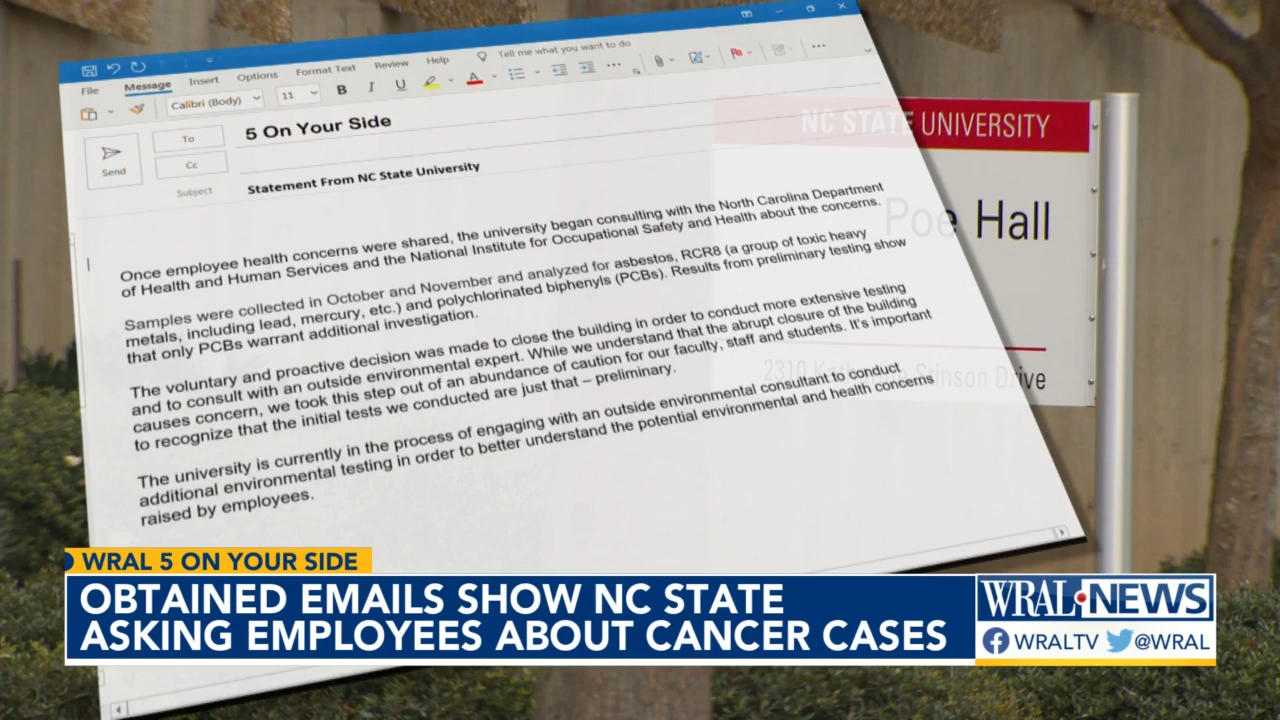 File Message Insert Options Format Text Review Help Tell me what you want to do
Calibri (Body) 11 B I U A
Send
To
Cc
Subject
5 On Your Side
Statement From NC State University
Once employee health concerns were shared, the university began consulting with the North Carolina Department
of Health and Human Services and the National Institute for Occupational Safety and Health about the concerns.
Samples were collected in October and November and analyzed for asbestos, RCR8 (a group of toxic heavy
metals, including lead, mercury, etc.) and polychlorinated biphenyls (PCBs). Results from preliminary testing show
that only PCBs warrant additional investigation.
The voluntary and proactive decision was made to close the building in order to conduct more extensive testing
and to consult with an outside environmental expert. While we understand that the abrupt closure of the building
causes concern, we took this step out of an abundance of caution for our faculty, staff and students. It's important
to recognize that the initial tests we conducted are just that – preliminary.
The university is currently in the process of engaging with an outside environmental consultant to conduct
additional environmental testing in order to better understand the potential environmental and health concerns
raised by employees.
NC STATE UNIVERSITY
Poe Hall
2310 Stinson Drive
WRAL 5 ON YOUR SIDE
OBTAINED EMAILS SHOW NC STATE
ASKING EMPLOYEES ABOUT CANCER CASES
WRAL NEWS
WRALTV @WRAL